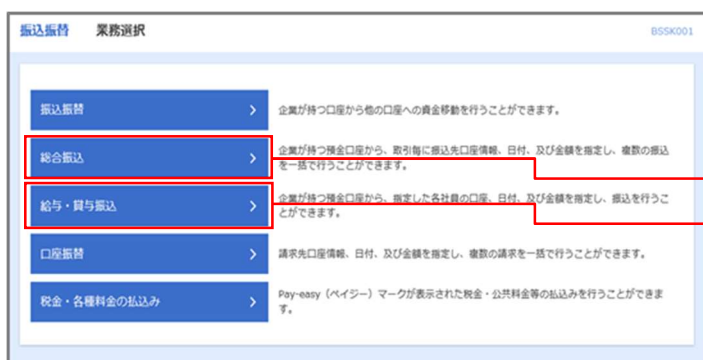 振込振替 業務選択 BSSK001
振込振替 企業が持つ口座から他の口座への資金移動を行うことができます。
総合振込 企業が持つ預金口座から、取引毎に振込先口座情報、日付、及び金額を指定し、複数の振込
を一括で行うことができます。
給与・賞与振込 企業が持つ預金口座から、指定した各社員の口座、日付、及び金額を指定し、振込を行うこ
とができます。
口座振替 請求先口座情報、日付、及び金額を指定し、複数の請求を一括で行うことができます。
税金・各種料金の払込み Pay-easy（ペイジー）マークが表示された税金・公共料金等の払込みを行うことができま
す。